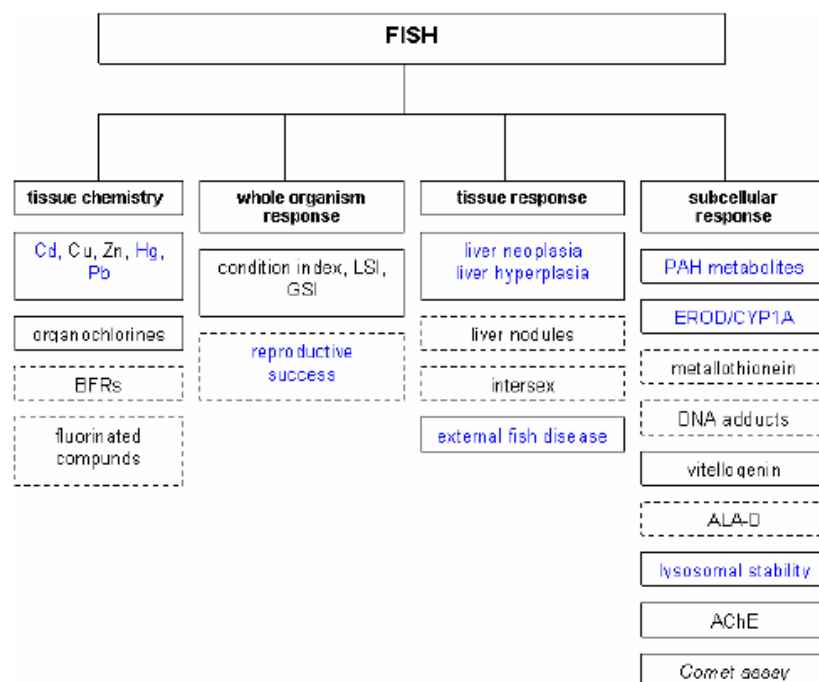 FISH
tissue chemistry
Cd, Cu, Zn, Hg,
Pb
organochlorines
BFRs
fluorinated
compunds
whole organism
response
condition index, LSI,
GSI
reproductive
success
tissue response
liver neoplasia
liver hyperplasia
liver nodules
intersex
external fish disease
subcellular
response
PAH metabolites
EROD/CYP1A
metallothionein
DNA adducts
vitellogenin
ALA-D
lysosomal stability
AChE
Comet assay